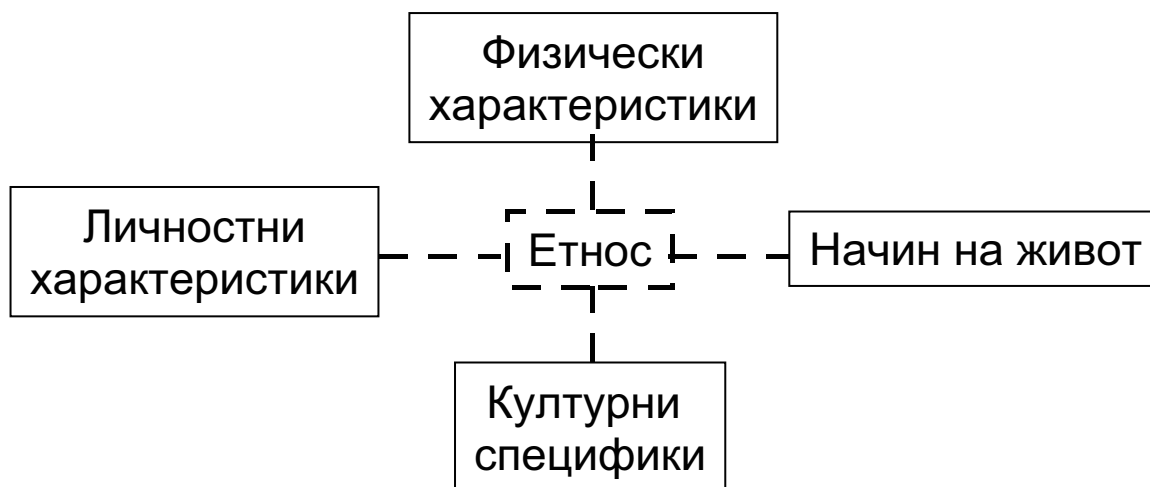 Физически
характеристики
Личностни
характеристики
Етнос
Начин на живот
Културни
специфики